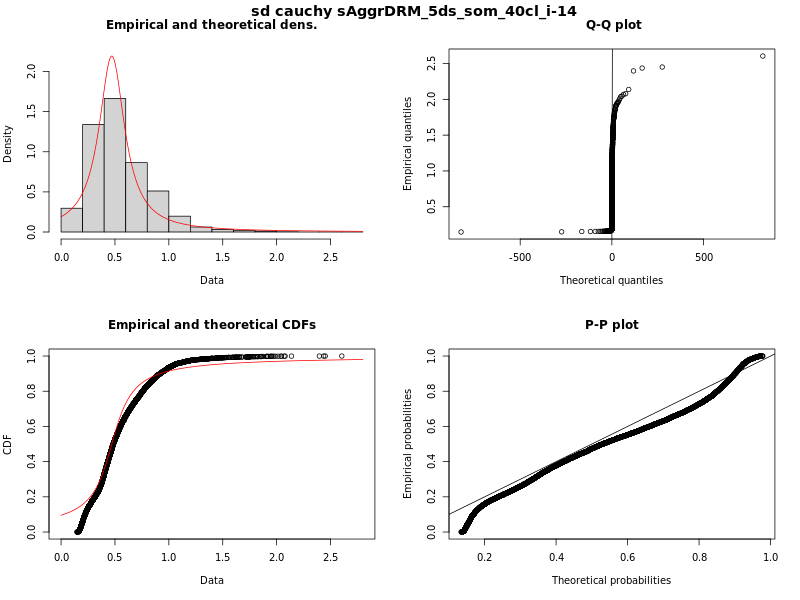 sd cauchy sAggrDRM_5ds_som_40cl_i-14
Empirical and theoretical dens.
Density
0.0 0.5 1.0 1.5 2.0
0.0 0.5 1.0 1.5 2.0 2.5
Data
Q-Q plot
Empirical quantiles
0.5 1.0 1.5 2.0 2.5
-500 0 500
Theoretical quantiles
Empirical and theoretical CDFs
CDF
0.0 0.2 0.4 0.6 0.8 1.0
0.0 0.5 1.0 1.5 2.0 2.5
Data
P-P plot
Empirical probabilities
0.0 0.2 0.4 0.6 0.8 1.0
0.2 0.4 0.6 0.8 1.0
Theoretical probabilities